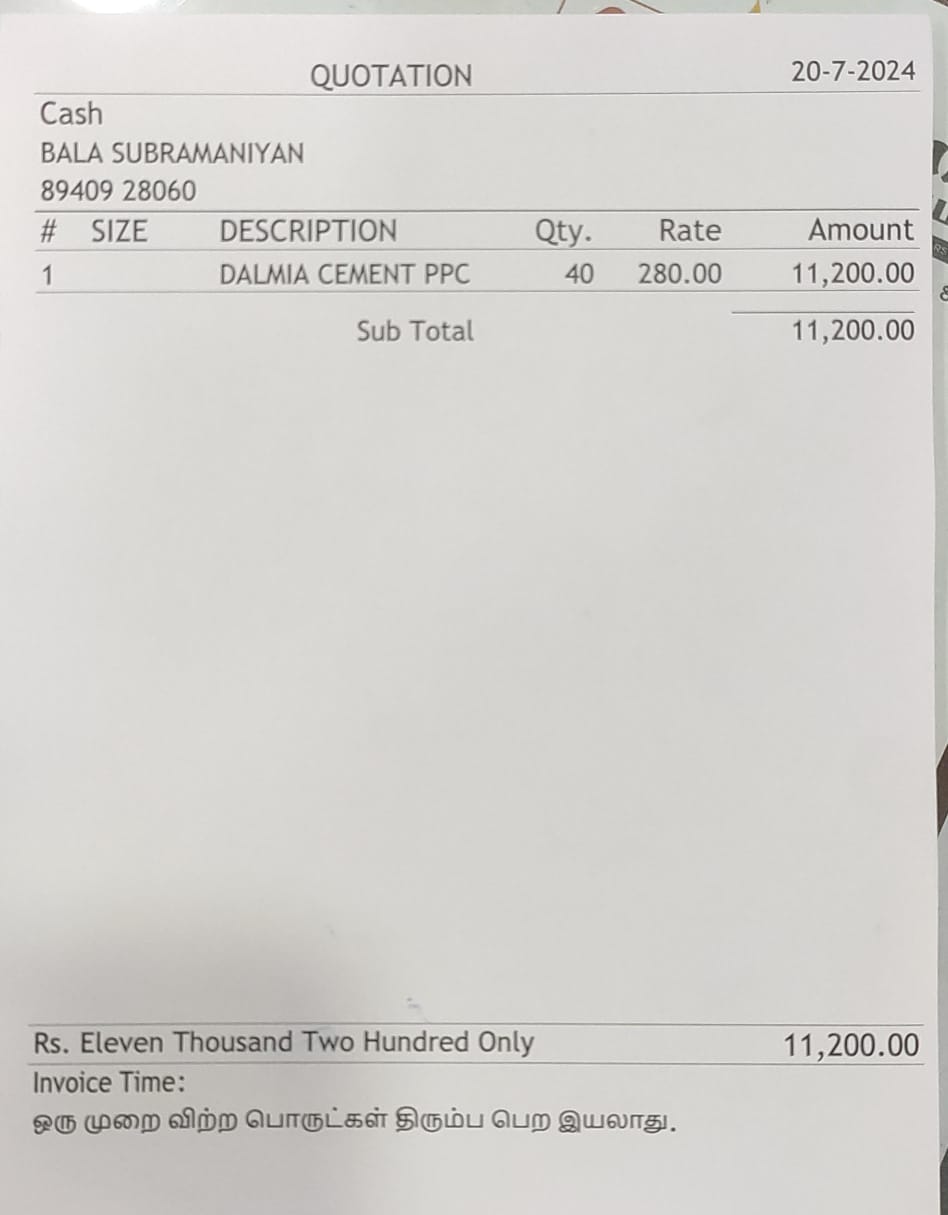 QUOTATION 20-7-2024
Cash
BALA SUBRAMANIYAN
89409 28060
# SIZE DESCRIPTION Qty. Rate Amount
1 DALMIA CEMENT PPC 40 280.00 11,200.00
Sub Total 11,200.00
Rs. Eleven Thousand Two Hundred Only 11,200.00
Invoice Time:
ஒரு முறை விற்ற பொருட்கள் திரும்ப பெற இயலாது.